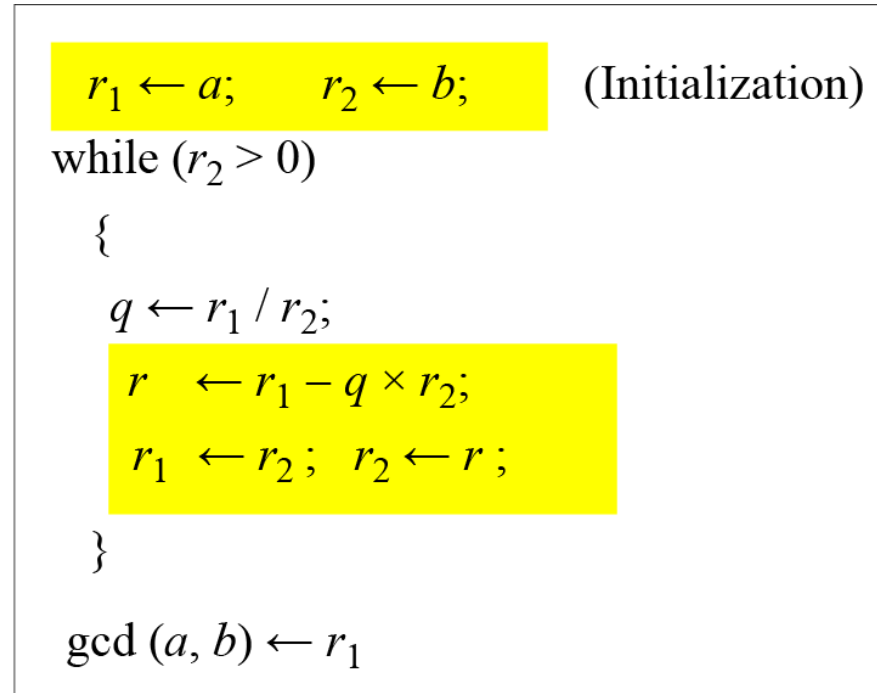 r₁ ← a; r₂ ← b; (Initialization)
while (r₂ > 0)
{
q ← r₁ / r₂;
r ← r₁ – q × r₂;
r₁ ← r₂ ; r₂ ← r ;
}
gcd (a, b) ← r₁